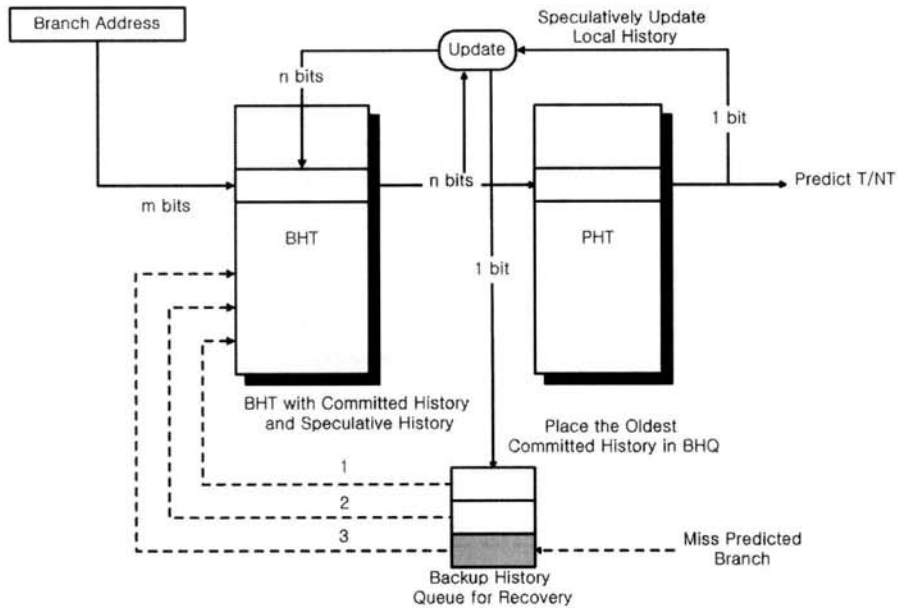 Branch Address
Speculatively Update
Local History
Update
n bits
1 bit
n bits
Predict T/NT
m bits
BHT
PHT
1 bit
BHT with Committed History
and Speculative History
Place the Oldest
Committed History in BHQ
1
2
3
Miss Predicted
Branch
Backup History
Queue for Recovery